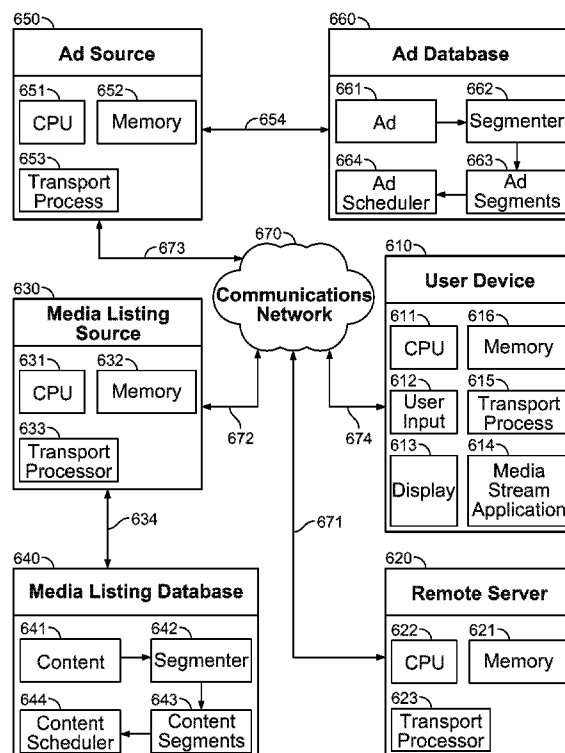 650
Ad Source
651
CPU
652
Memory
653
Transport
Process
654
660
Ad Database
661
Ad
662
Segmenter
664
Ad
Scheduler
663
Ad
Segments
673
670
Communications
Network
630
Media Listing
Source
631
CPU
632
Memory
633
Transport
Processor
672
674
671
634
610
User Device
611
CPU
616
Memory
612
User
Input
615
Transport
Process
613
Display
614
Media
Stream
Application
640
Media Listing Database
641
Content
642
Segmenter
644
Content
Scheduler
643
Content
Segments
620
Remote Server
622
CPU
621
Memory
623
Transport
Processor